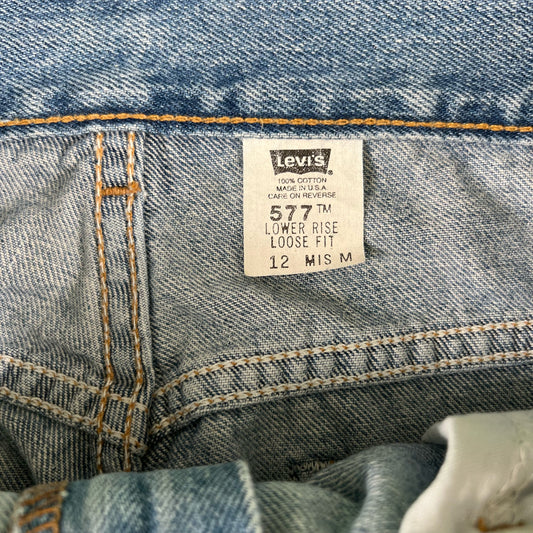 Levi's
100% COTTON
MADE IN U.S.A.
CARE ON REVERSE
577™
LOWER RISE
LOOSE FIT
12 MIS M